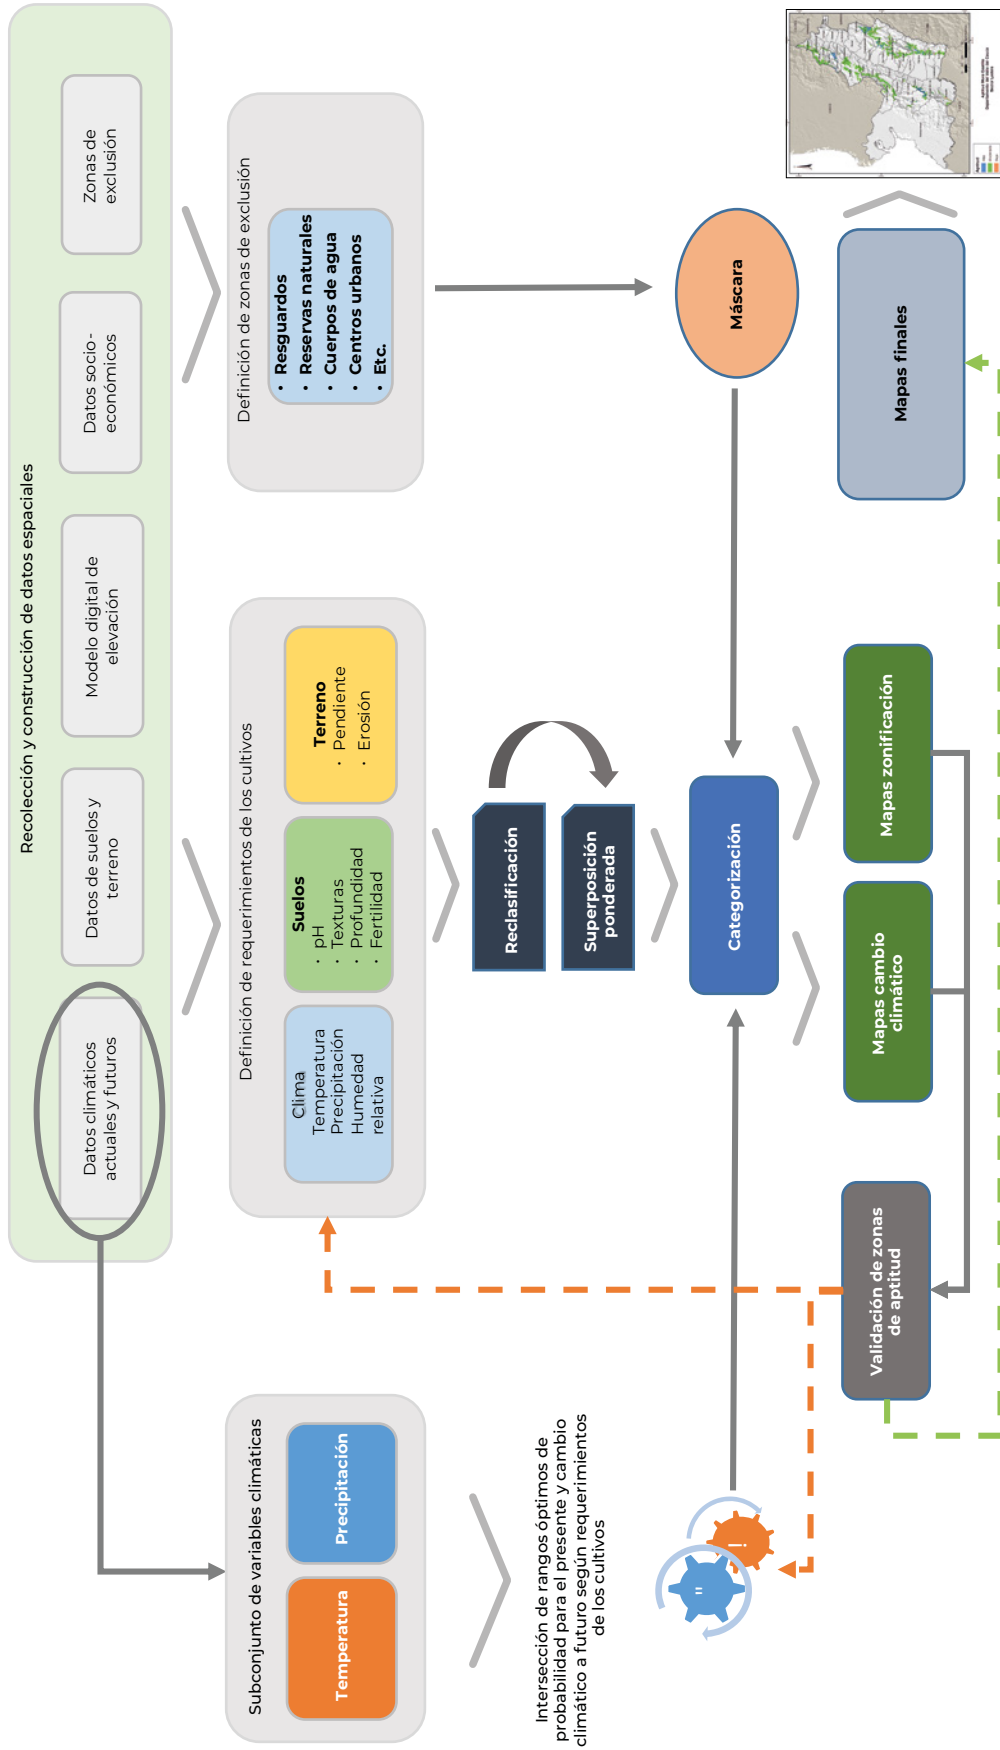 Recolección y construcción de datos espaciales
Datos climáticos
actuales y futuros
Datos de suelos y
terreno
Modelo digital de
elevación
Datos socio-
económicos
Zonas de
exclusión
Subconjunto de variables climáticas
Temperatura
Precipitación
Definición de requerimientos de los cultivos
Clima
Temperatura
Precipitación
Humedad
relativa
Suelos
• pH
• Texturas
• Profundidad
• Fertilidad
Terreno
• Pendiente
• Erosión
Definición de zonas de exclusión
• Resguardos
• Reservas naturales
• Cuerpos de agua
• Centros urbanos
• Etc.
Intersección de rangos óptimos de
probabilidad para el presente y cambio
climático a futuro según requerimientos
de los cultivos
"
i
Reclasificación
Superposición
ponderada
Categorización
Máscara
Validación de zonas
de aptitud
Mapas cambio
climático
Mapas zonificación
Mapas finales